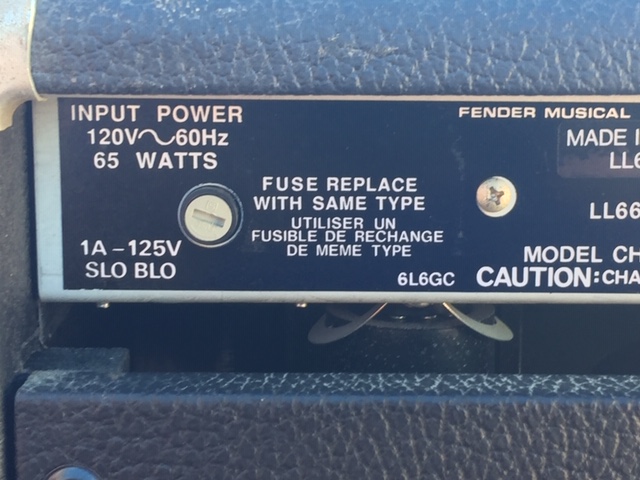 INPUT POWER
120V~60Hz
65 WATTS
1A-125V
SLO BLO
FUSE REPLACE
WITH SAME TYPE
UTILISER UN
FUSIBLE DE RECHANGE
DE MEME TYPE
6L6GC
FENDER MUSICAL
MADE
LL6
LL66
MODEL CH
CAUTION:CHA